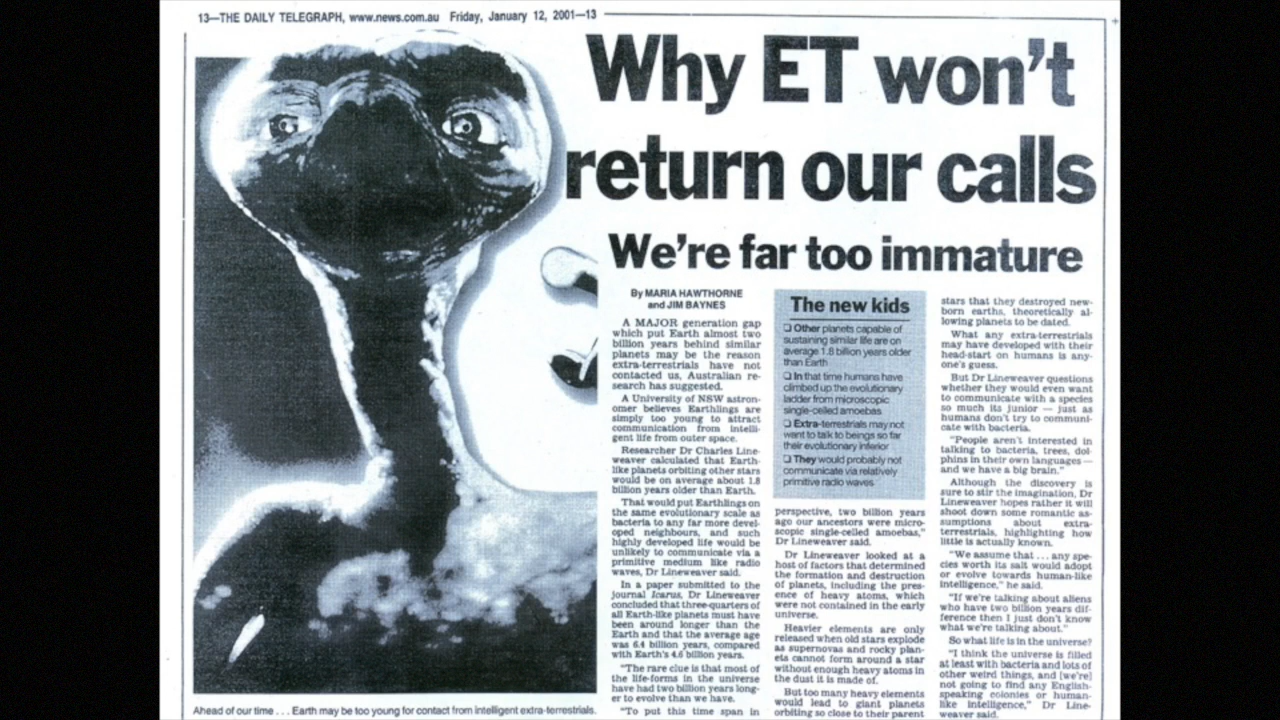 13—THE DAILY TELEGRAPH, www.news.com.au Friday, January 12, 2001—13
Why ET won't
return our calls
We're far too immature
By MARIA HAWTHORNE
and JIM BAYNES
A MAJOR generation gap
which put Earth almost two
billion years behind similar
planets may be the reason
extra-terrestrials have not
contacted us, Australian re-
search has suggested.
A University of NSW astron-
omer believes Earthlings are
simply too young to attract
communication from intelli-
gent life from outer space.
Researcher Dr Charles Line-
weaver calculated that Earth-
like planets orbiting other stars
would be on average about 1.8
billion years older than Earth.
That would put Earthlings on
the same evolutionary scale as
bacteria to any far more devel-
oped neighbours, and such
highly developed life would be
unlikely to communicate via a
primitive medium like radio
waves, Dr Lineweaver said.
In a paper submitted to the
journal Icarus, Dr Lineweaver
concluded that three-quarters of
all Earth-like planets must have
been around longer than the
Earth and that the average age
was 6.4 billion years, compared
with Earth's 4.6 billion years.
"The rare clue is that most of
the life-forms in the universe
have had two billion years long-
er to evolve than we have.
"To put this time span in
The new kids
❏ Other planets capable of
sustaining similar life are on
average 1.8 billion years older
than Earth
❏ In that time humans have
climbed up the evolutionary
ladder from microscopic
single-celled amoebas
❏ Extra-terrestrials may not
want to talk to beings so far
their evolutionary inferior
❏ They would probably not
communicate via relatively
primitive radio waves
perspective, two billion years
ago our ancestors were micro-
scopic single-celled amoebas,"
Dr Lineweaver said.
Dr Lineweaver looked at a
host of factors that determined
the formation and destruction
of planets, including the pres-
ence of heavy atoms, which
were not contained in the early
universe.
Heavier elements are only
released when old stars explode
as supernovas and rocky plan-
ets cannot form around a star
without enough heavy atoms in
the dust it is made of.
But too many heavy elements
would lead to giant planets
orbiting so close to their parent
stars that they destroyed new-
born earths, theoretically al-
lowing planets to be dated.
What any extra-terrestrials
may have developed with their
head-start on humans is any-
one's guess.
But Dr Lineweaver questions
whether they would even want
to communicate with a species
so much its junior — just as
humans don't try to communi-
cate with bacteria.
"People aren't interested in
talking to bacteria, trees, dol-
phins in their own languages —
and we have a big brain."
Although the discovery is
sure to stir the imagination, Dr
Lineweaver hopes rather it will
shoot down some romantic as-
sumptions about extra-
terrestrials, highlighting how
little is actually known.
"We assume that ... any spe-
cies worth its salt would adopt
or evolve towards human-like
intelligence," he said.
"If we're talking about aliens
who have two billion years dif-
ference then I just don't know
what we're talking about."
So what life is in the universe?
"I think the universe is filled
at least with bacteria and lots of
other weird things, and [we're]
not going to find any English-
speaking colonies or human-
like intelligence," Dr Line-
weaver said.
Ahead of our time . . . Earth may be too young for contact from intelligent extra-terrestrials.